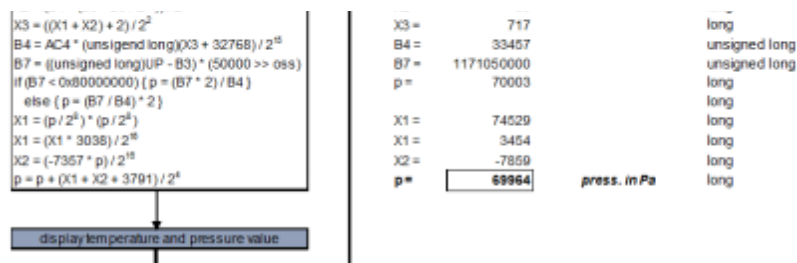 X3 = ((X1 + X2) + 2) / 2² X3 = 717 long
B4 = AC4 * (unsigend long)(X3 + 32768) / 2¹⁵ B4 = 33457 unsigned long
B7 = ((unsigned long)UP - B3) * (50000 >> oss) B7 = 1171050000 unsigned long
if (B7 < 0x80000000) { p = (B7 * 2) / B4 } p = 70003 long
else { p = (B7 / B4) * 2 } long
X1 = (p / 2⁸) * (p / 2⁸) X1 = 74529 long
X1 = (X1 * 3038) / 2¹⁶ X1 = 3454 long
X2 = (-7357 * p) / 2¹⁶ X2 = -7859 long
p = p + (X1 + X2 + 3791) / 2⁴ p = 69964 press. in Pa long
display temperature and pressure value